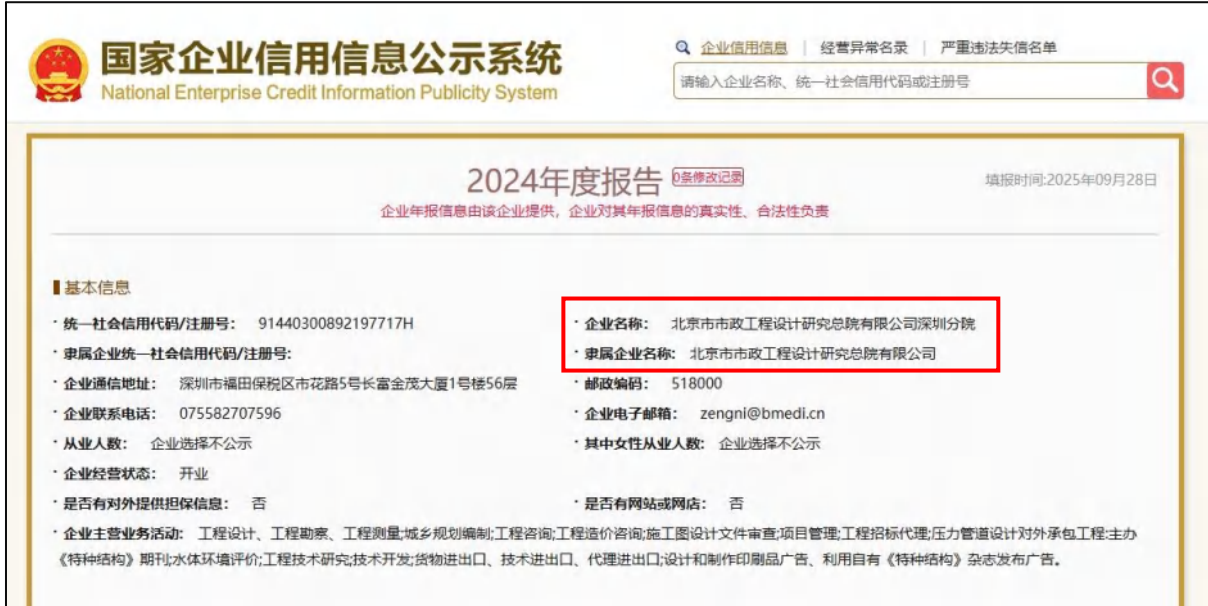 国家企业信用信息公示系统
National Enterprise Credit Information Publicity System
企业信用信息 | 经营异常名录 | 严重违法失信名单
请输入企业名称、统一社会信用代码或注册号
2024年度报告 0条修改记录
填报时间:2025年09月28日
企业年报信息由该企业提供，企业对其年报信息的真实性、合法性负责
基本信息
· 统一社会信用代码/注册号： 91440300892197717H
· 企业名称： 北京市市政工程设计研究总院有限公司深圳分院
· 隶属企业统一社会信用代码/注册号:
· 隶属企业名称: 北京市市政工程设计研究总院有限公司
· 企业通信地址： 深圳市福田保税区市花路5号长富金茂大厦1号楼56层
· 邮政编码： 518000
· 企业联系电话： 075582707596
· 企业电子邮箱： zengni@bmedi.cn
· 从业人数： 企业选择不公示
· 其中女性从业人数: 企业选择不公示
· 企业经营状态： 开业
· 是否有对外提供担保信息： 否
· 是否有网站或网店： 否
· 企业主营业务活动: 工程设计、工程勘察、工程测量;城乡规划编制;工程咨询;工程造价咨询;施工图设计文件审查;项目管理;工程招标代理;压力管道设计对外承包工程;主办
《特种结构》期刊;水体环境评价;工程技术研究;技术开发;货物进出口、技术进出口、代理进出口;设计和制作印刷品广告、利用自有《特种结构》杂志发布广告。